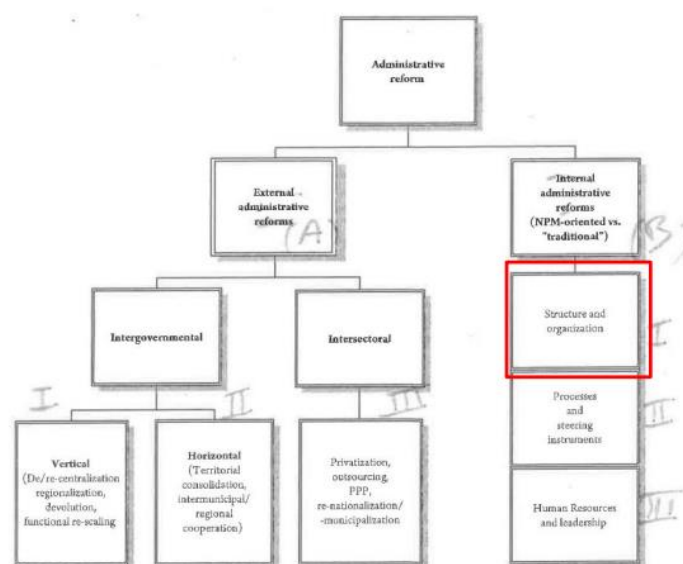 Administrative
reform
External
administrative
reforms
(A)
Internal
administrative
reforms
(NPM-oriented vs.
"traditional")
(B)
Intergovernmental
Intersectoral
Structure and
organization
I
Processes
and
steering
instruments
II
Human Resources
and leadership
III
I
Vertical
(De/re-centralization
regionalization,
devolution,
functional re-scaling
II
Horizontal
(Territorial
consolidation,
intermunicipal/
regional
cooperation)
III
Privatization,
outsourcing,
PPP,
re-nationalization/
-monicipalization